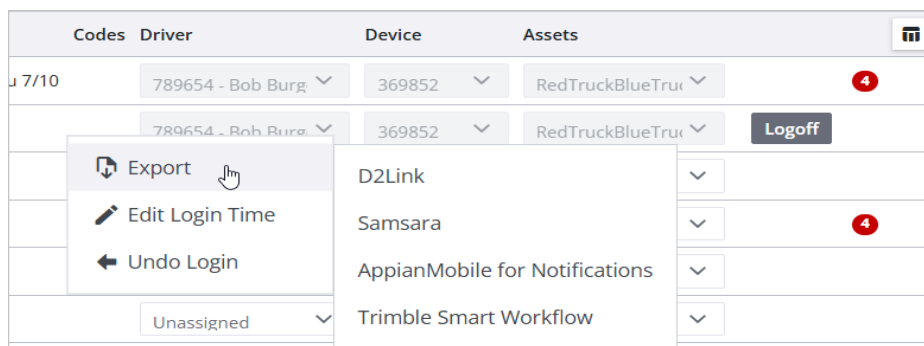 Codes Driver Device Assets
u 7/10 789654 - Bob Burg 369852 RedTruckBlueTruc 4
789654 - Bob Burg 369852 RedTruckBlueTruc Logoff
Export
D2Link
Edit Login Time
Samsara
4
Undo Login
AppianMobile for Notifications
Unassigned
Trimble Smart Workflow